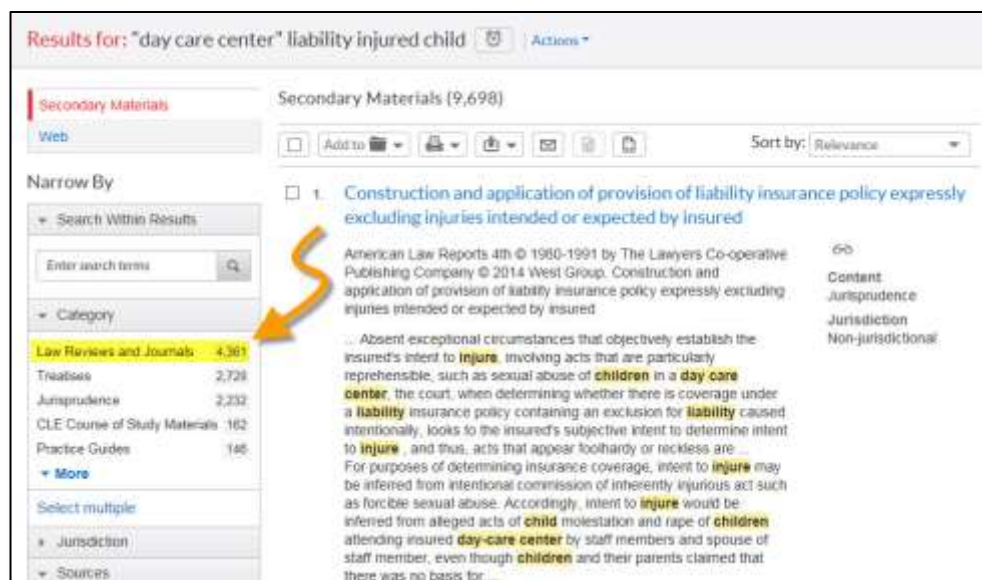 Results for: "day care center" liability injured child Actions
Secondary Materials
Web
Narrow By
Search Within Results
Enter search terms
Category
Law Reviews and Journals 4,361
Treatises 2,729
Jurisprudence 2,232
CLE Course of Study Materials 162
Practice Guides 146
More
Select multiple
Jurisdiction
Sources
Secondary Materials (9,698)
Add to
Sort by: Relevance
1. Construction and application of provision of liability insurance policy expressly
excluding injuries intended or expected by insured
American Law Reports 4th © 1980-1991 by The Lawyers Co-operative
Publishing Company © 2014 West Group. Construction and
application of provision of liability insurance policy expressly excluding
injuries intended or expected by insured
... Absent exceptional circumstances that objectively establish the
insured's intent to injure, involving acts that are particularly
reprehensible, such as sexual abuse of children in a day care
center, the court, when determining whether there is coverage under
a liability insurance policy containing an exclusion for liability caused
intentionally, looks to the insured's subjective intent to determine intent
to injure , and thus, acts that appear foolhardy or reckless are ...
For purposes of determining insurance coverage, intent to injure may
be inferred from intentional commission of inherently injurious act such
as forcible sexual abuse. Accordingly, intent to injure would be
inferred from alleged acts of child molestation and rape of children
attending insured day-care center by staff members and spouse of
staff member, even though children and their parents claimed that
there was no basis for ...
Content
Jurisprudence
Jurisdiction
Non-jurisdictional